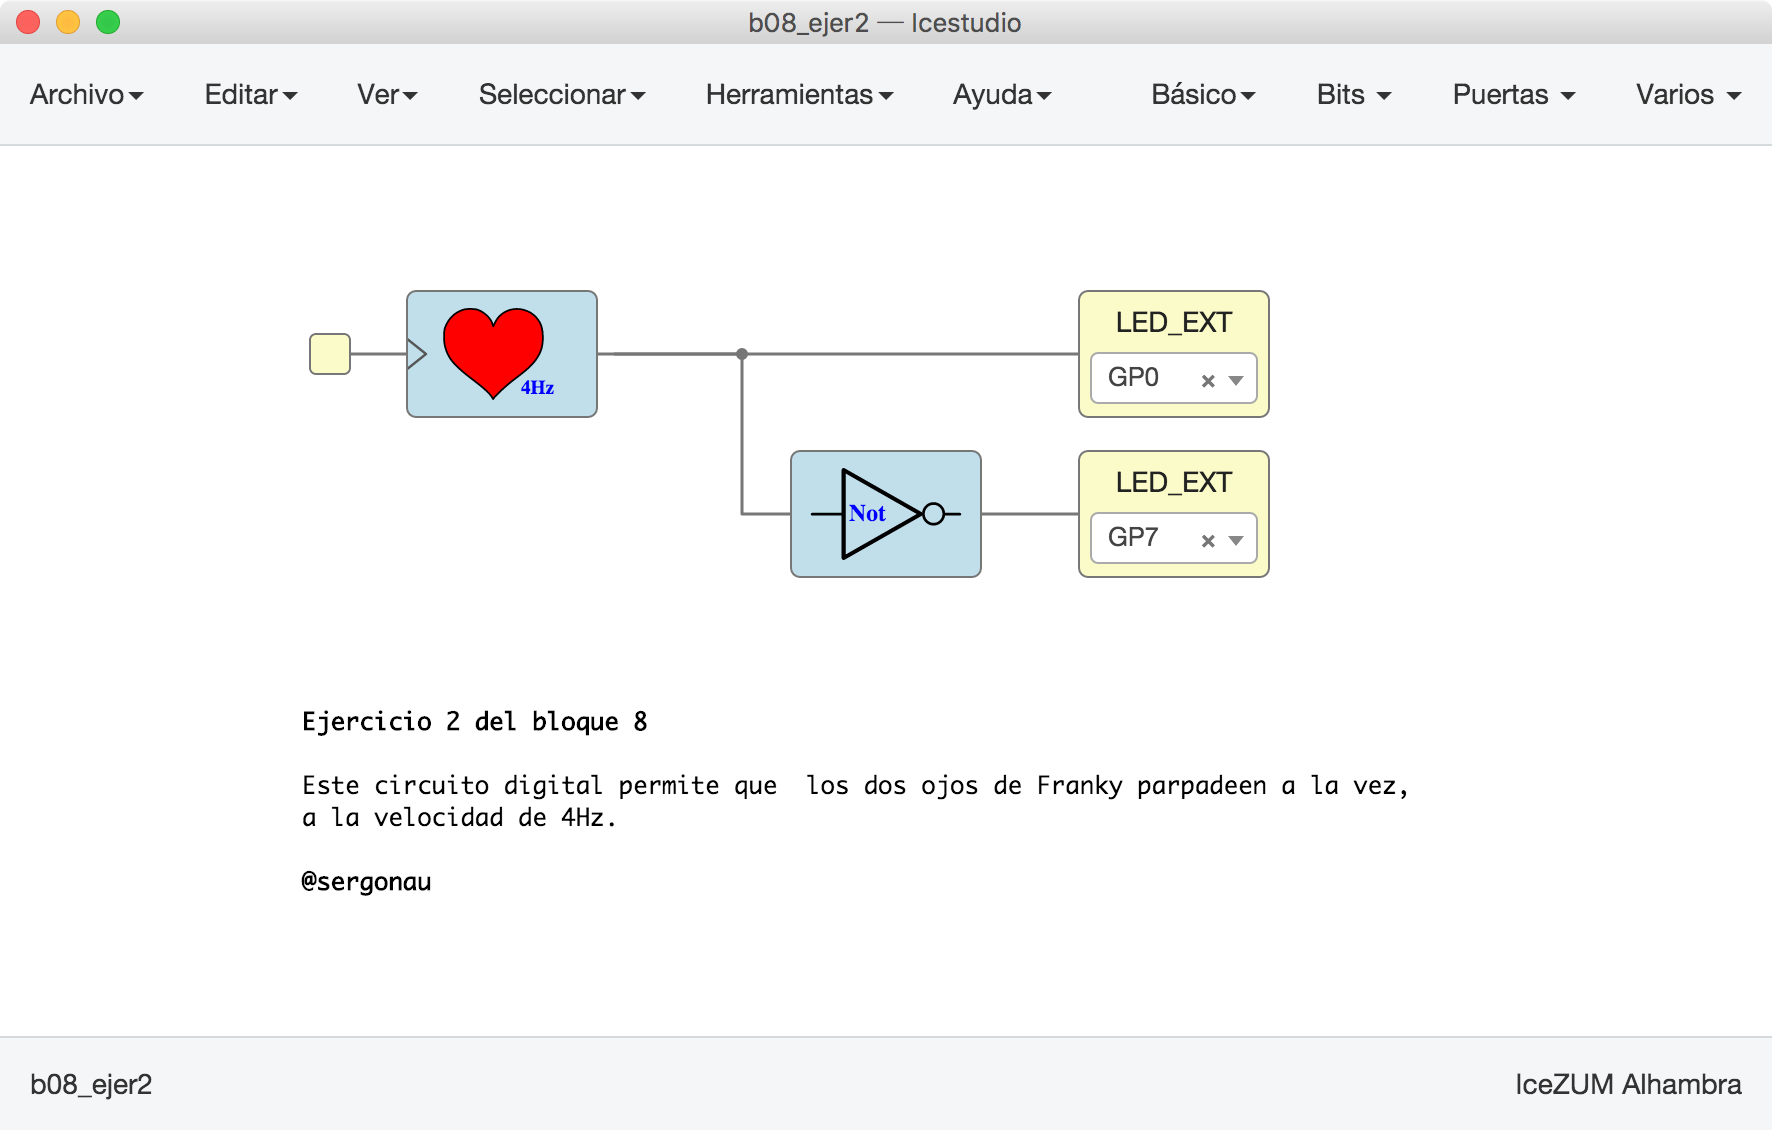 b08_ejer2 — Icestudio
Archivo Editar Ver Seleccionar Herramientas Ayuda Básico Bits Puertas Varios
4Hz
LED_EXT
GP0
Not
LED_EXT
GP7
Ejercicio 2 del bloque 8
Este circuito digital permite que  los dos ojos de Franky parpadeen a la vez,
a la velocidad de 4Hz.
@sergonau
b08_ejer2
IceZUM Alhambra